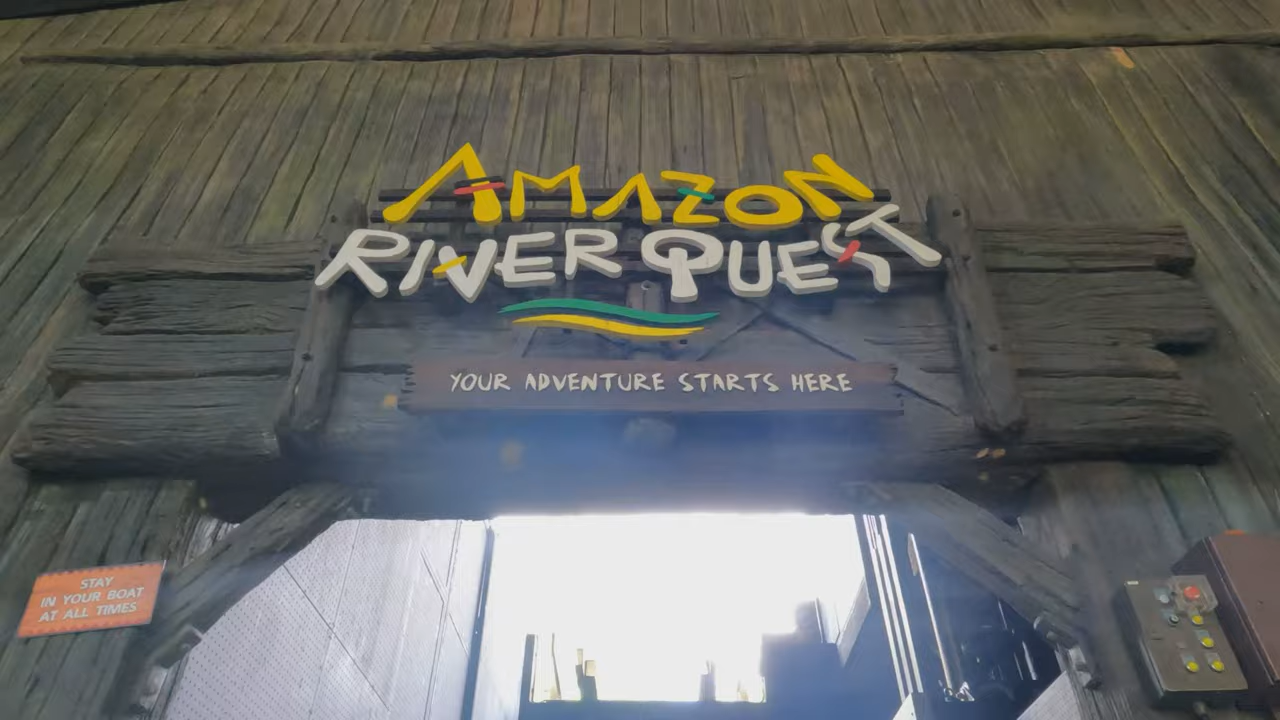 AMAZON
RIVER QUEST
YOUR ADVENTURE STARTS HERE
STAY
IN YOUR BOAT
AT ALL TIMES